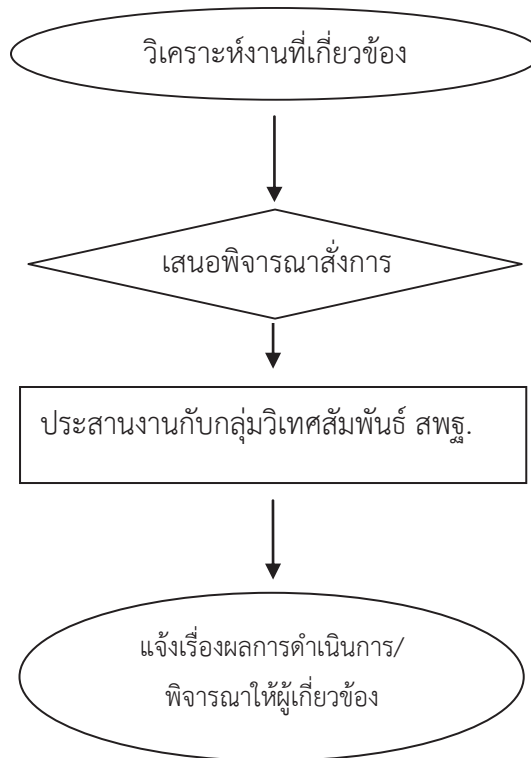 วิเคราะห์งานที่เกี่ยวข้อง
เสนอพิจารณาสั่งการ
ประสานงานกับกลุ่มวิเทศสัมพันธ์ สพฐ.
แจ้งเรื่องผลการดำเนินการ/
พิจารณาให้ผู้เกี่ยวข้อง